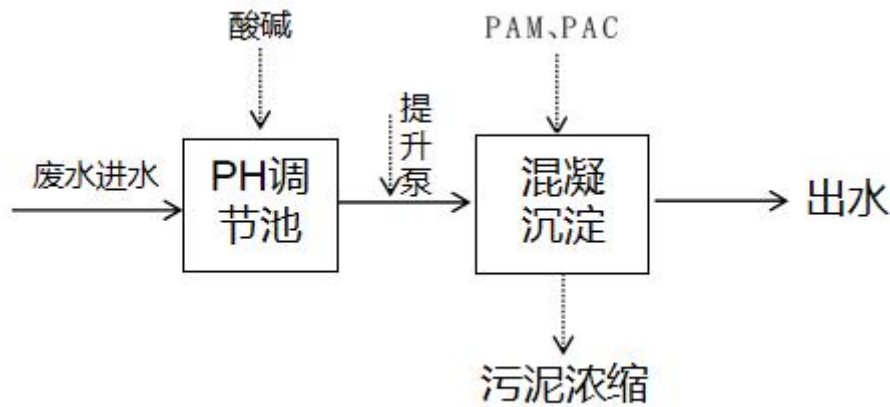 酸碱
PAM、PAC
提
升
泵
废水进水
PH调
节池
混凝
沉淀
出水
污泥浓缩